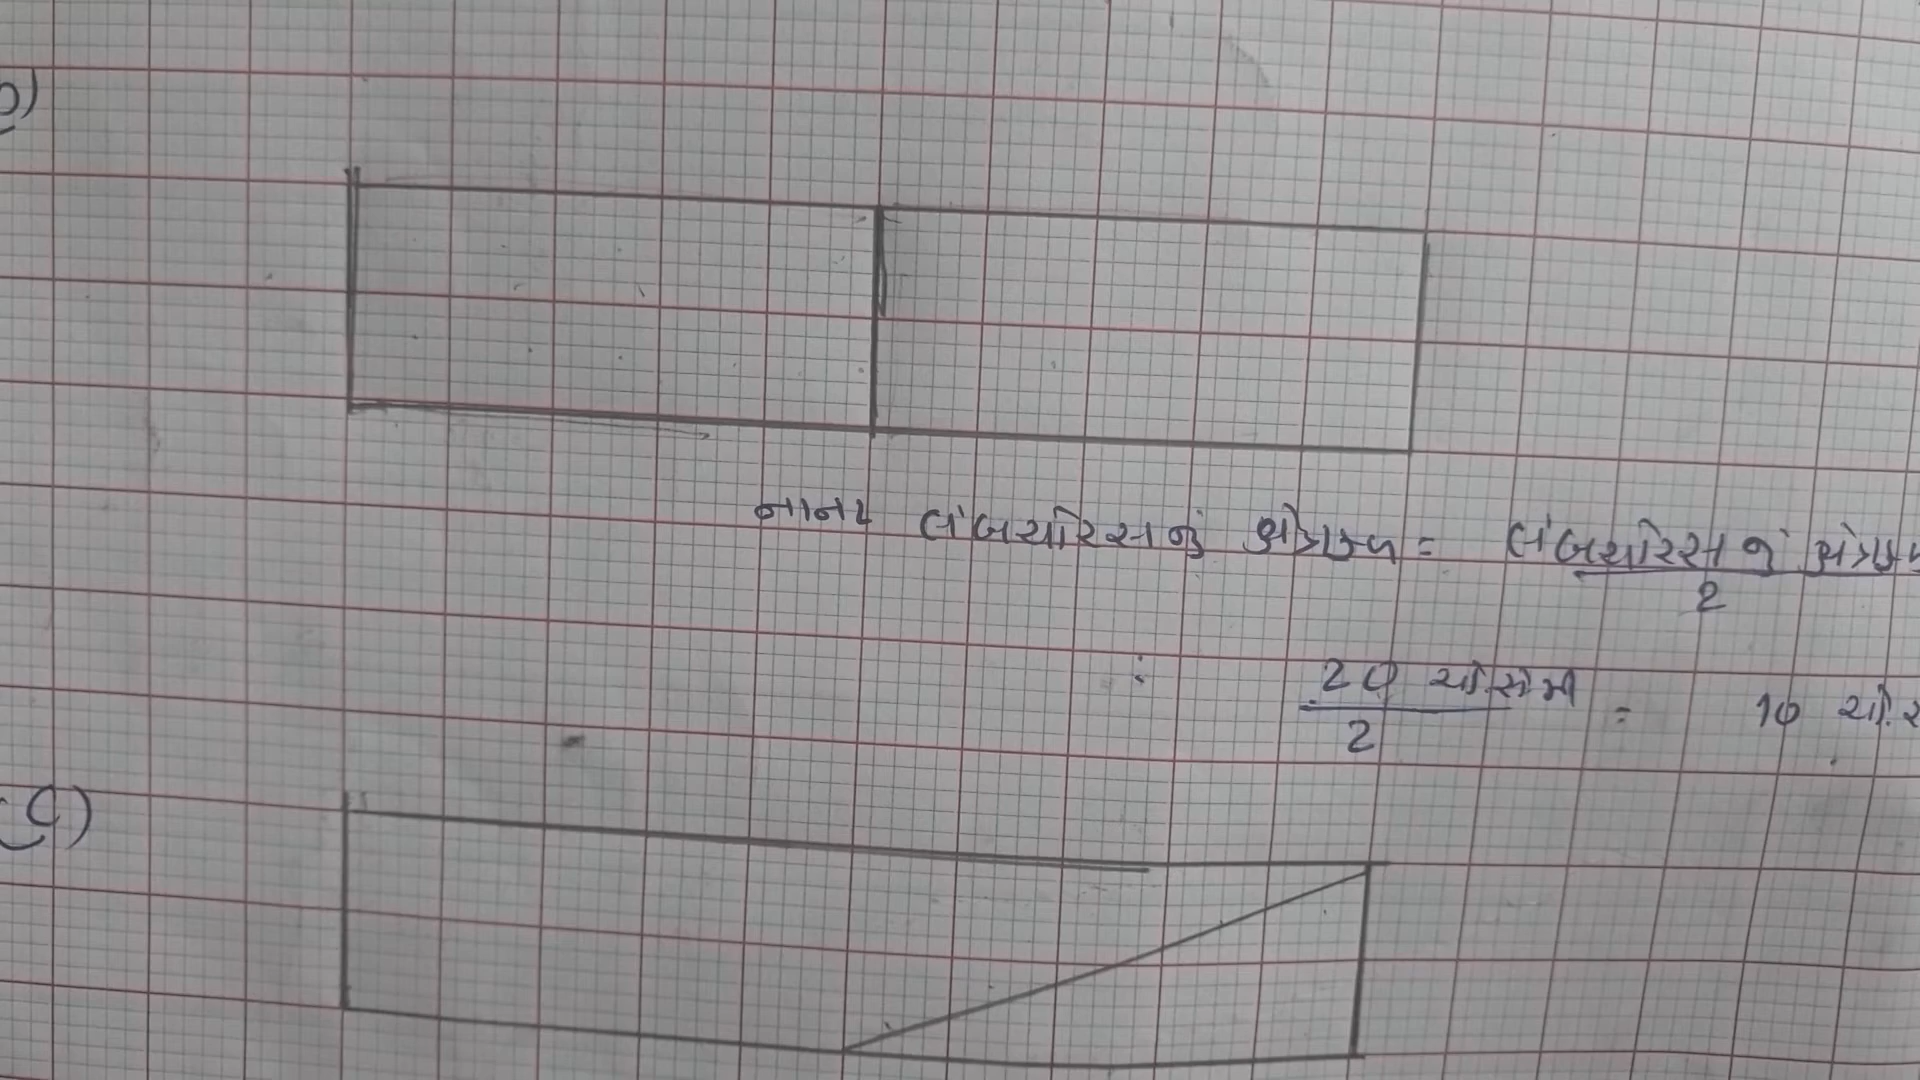 b)
નાના લંબચોરસનું ક્ષેત્રફળ = લંબચોરસનું ક્ષેત્રફળ
2
: 20 ચો.સેમી = 10 ચો.સ
2
C)